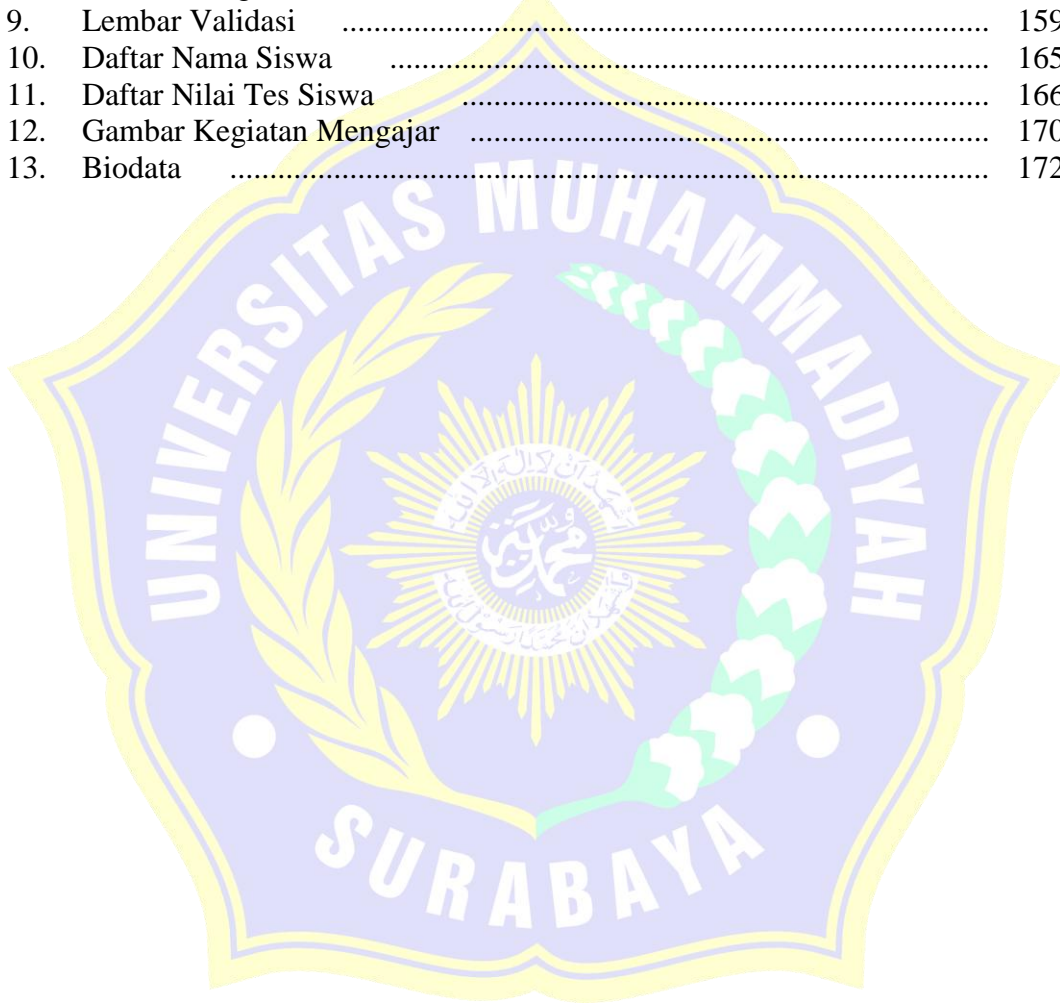 9. Lembar Validasi ................................................................................. 159
10. Daftar Nama Siswa ........................................................................... 165
11. Daftar Nilai Tes Siswa .................................................................. 166
12. Gambar Kegiatan Mengajar ................................................................. 170
13. Biodata ............................................................................................... 172
UNIVERSITAS MUHAMMADIYAH
SURABAYA